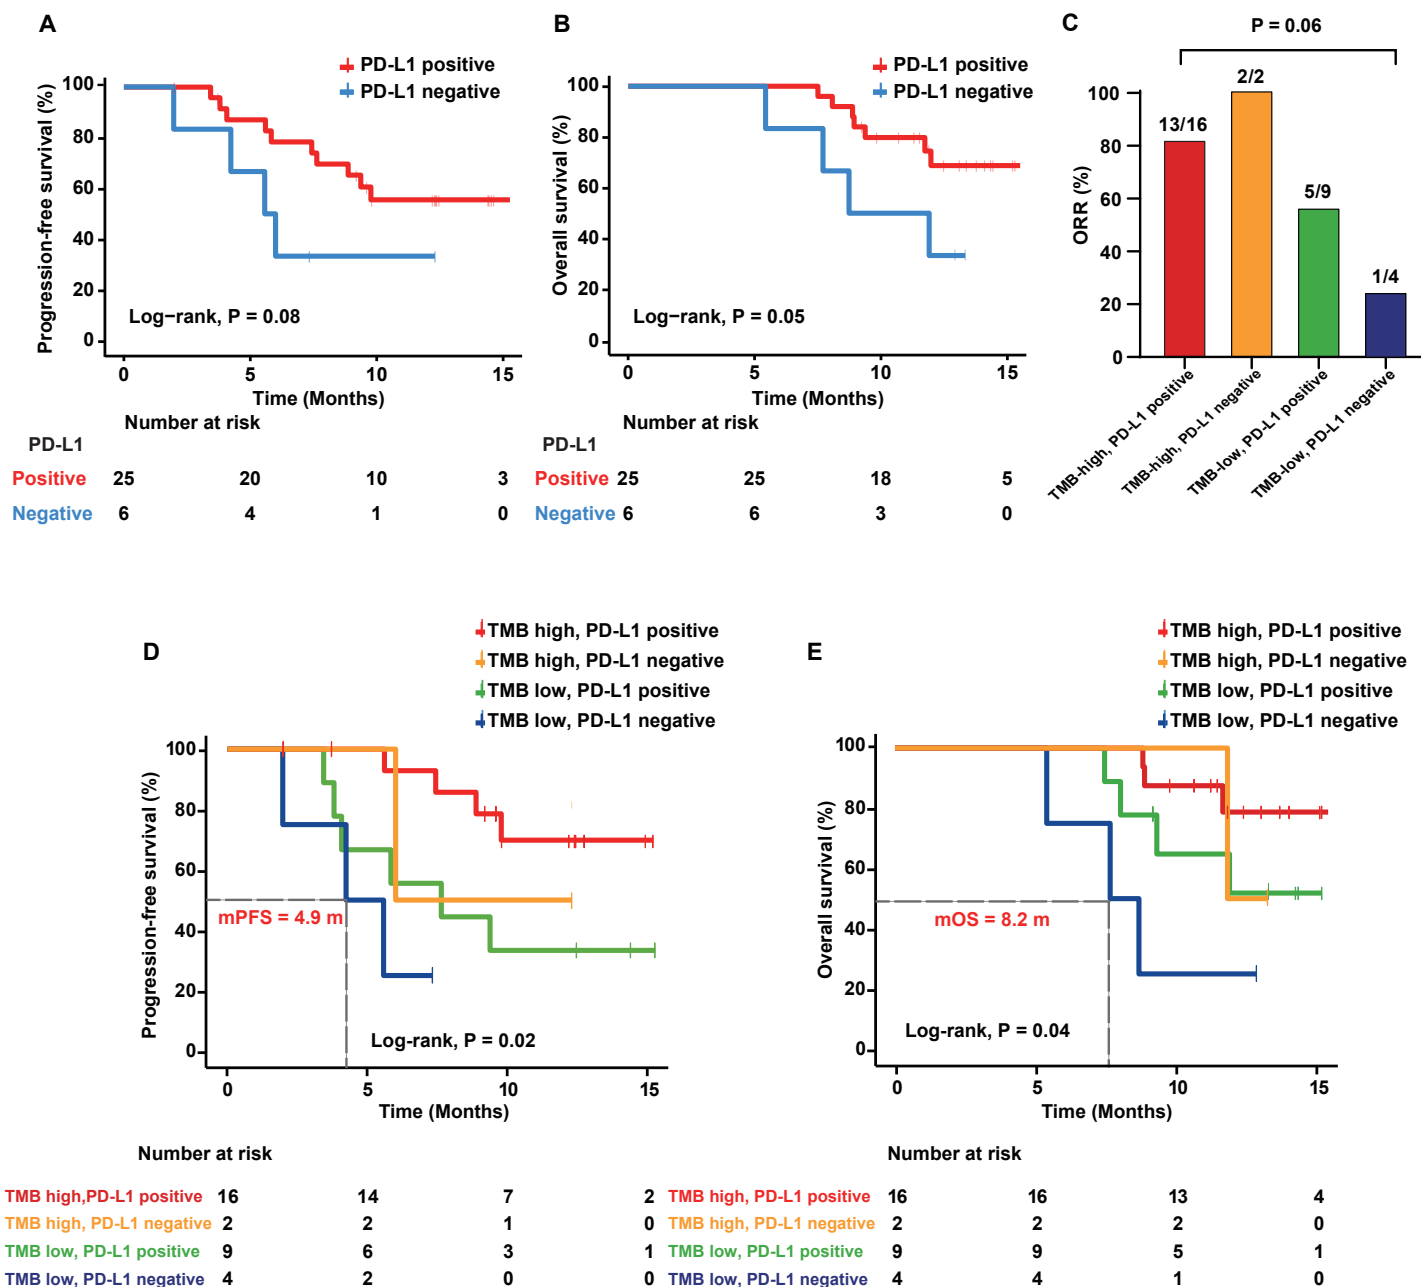 A
PD-L1 positive
PD-L1 negative
Progression-free survival (%)
100
80
60
40
20
0
Log-rank, P = 0.08
0 5 10 15
Time (Months)
Number at risk
PD-L1
Positive 25 20 10 3
Negative 6 4 1 0
B
PD-L1 positive
PD-L1 negative
Overall survival (%)
100
80
60
40
20
0
Log-rank, P = 0.05
0 5 10 15
Time (Months)
Number at risk
PD-L1
Positive 25 25 18 5
Negative 6 6 3 0
C
P = 0.06
ORR (%)
100
80
60
40
20
0
13/16
2/2
5/9
1/4
TMB-high, PD-L1 positive
TMB-high, PD-L1 negative
TMB-low, PD-L1 positive
TMB-low, PD-L1 negative
D
TMB high, PD-L1 positive
TMB high, PD-L1 negative
TMB low, PD-L1 positive
TMB low, PD-L1 negative
Progression-free survival (%)
100
80
60
40
20
0
mPFS = 4.9 m
Log-rank, P = 0.02
0 5 10 15
Time (Months)
Number at risk
TMB high,PD-L1 positive 16 14 7 2
TMB high, PD-L1 negative 2 2 1 0
TMB low, PD-L1 positive 9 6 3 1
TMB low, PD-L1 negative 4 2 0 0
E
TMB high, PD-L1 positive
TMB high, PD-L1 negative
TMB low, PD-L1 positive
TMB low, PD-L1 negative
Overall survival (%)
100
80
60
40
20
0
mOS = 8.2 m
Log-rank, P = 0.04
0 5 10 15
Time (Months)
Number at risk
TMB high, PD-L1 positive 16 16 13 4
TMB high, PD-L1 negative 2 2 2 0
TMB low, PD-L1 positive 9 9 5 1
TMB low, PD-L1 negative 4 4 1 0